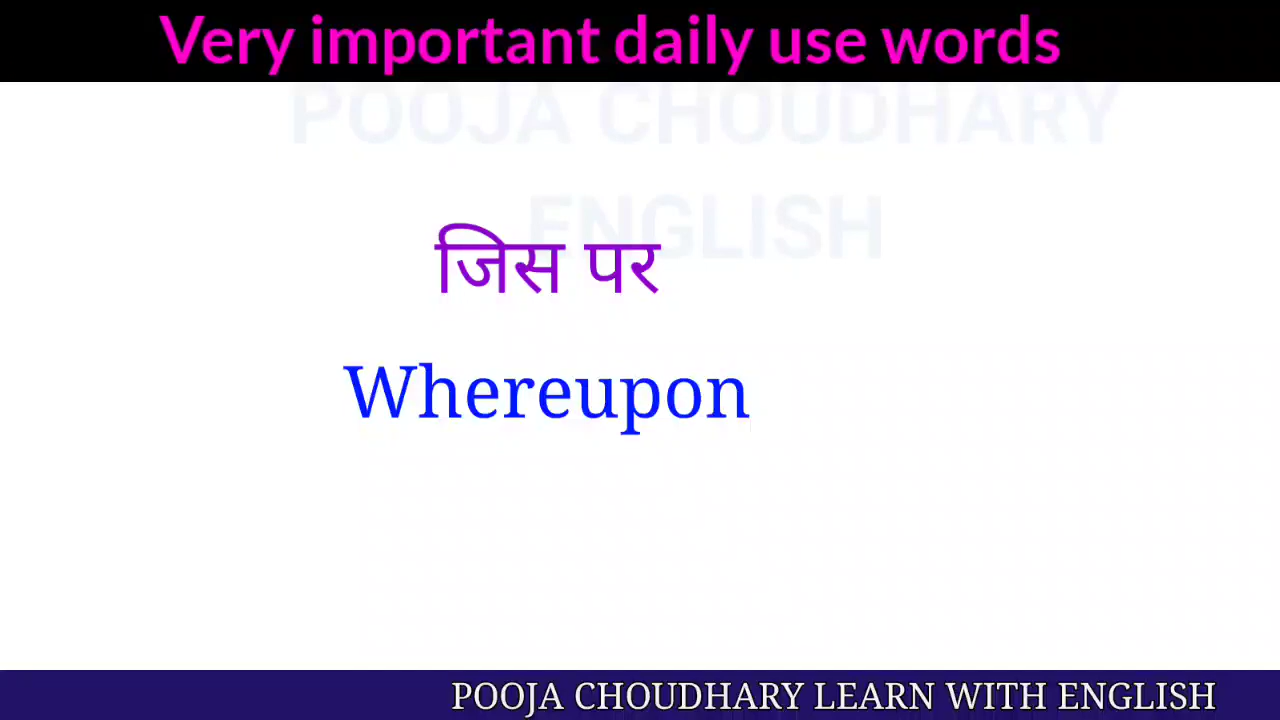 Very important daily use words
POOJA CHOUDHARY
ENGLISH
जिस पर
Whereupon
POOJA CHOUDHARY LEARN WITH ENGLISH